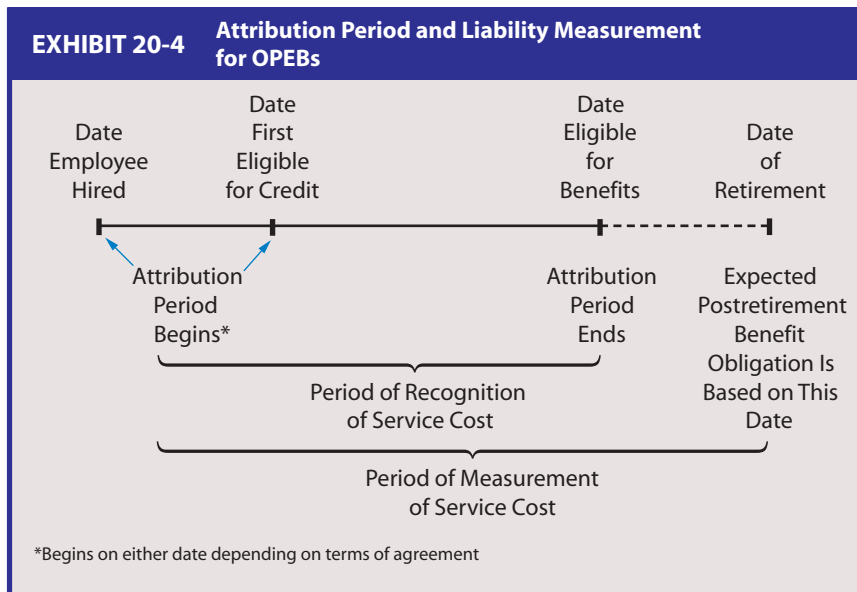 EXHIBIT 20-4
Attribution Period and Liability Measurement
for OPEBs
Date
Employee
Hired
Date
First
Eligible
for Credit
Date
Eligible
for
Benefits
Date
of
Retirement
Attribution
Period
Begins*
Attribution
Period
Ends
Expected
Postretirement
Benefit
Obligation Is
Based on This
Date
Period of Recognition
of Service Cost
Period of Measurement
of Service Cost
*Begins on either date depending on terms of agreement